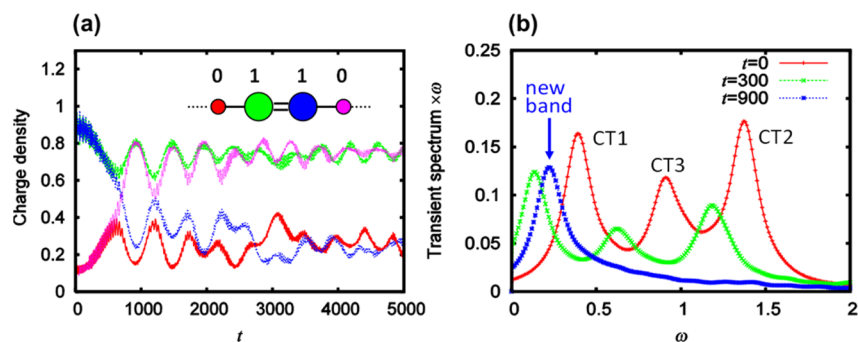 (a)
Charge density
1.2
1
0.8
0.6
0.4
0.2
0
0 1 1 0
0 1000 2000 3000 4000 5000
t
(b)
Transient spectrum ×ω
0.25
0.20
0.15
0.10
0.05
0
t=0
t=300
t=900
new
band
CT1
CT3
CT2
0 0.5 1 1.5 2
ω